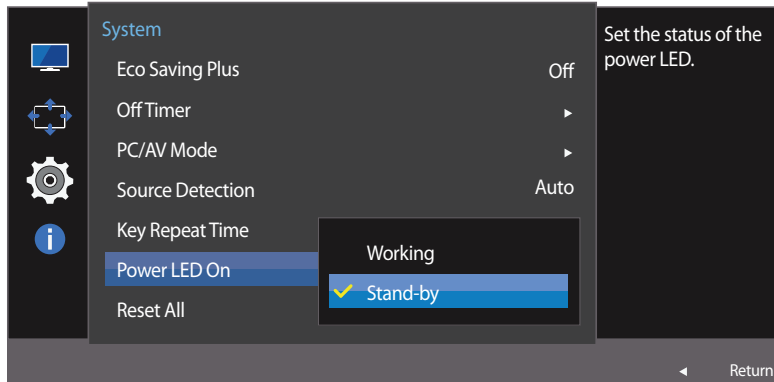 System
Eco Saving Plus Off
Off Timer
PC/AV Mode
Source Detection Auto
Key Repeat Time
Power LED On
Reset All
Working
Stand-by
Set the status of the
power LED.
Return